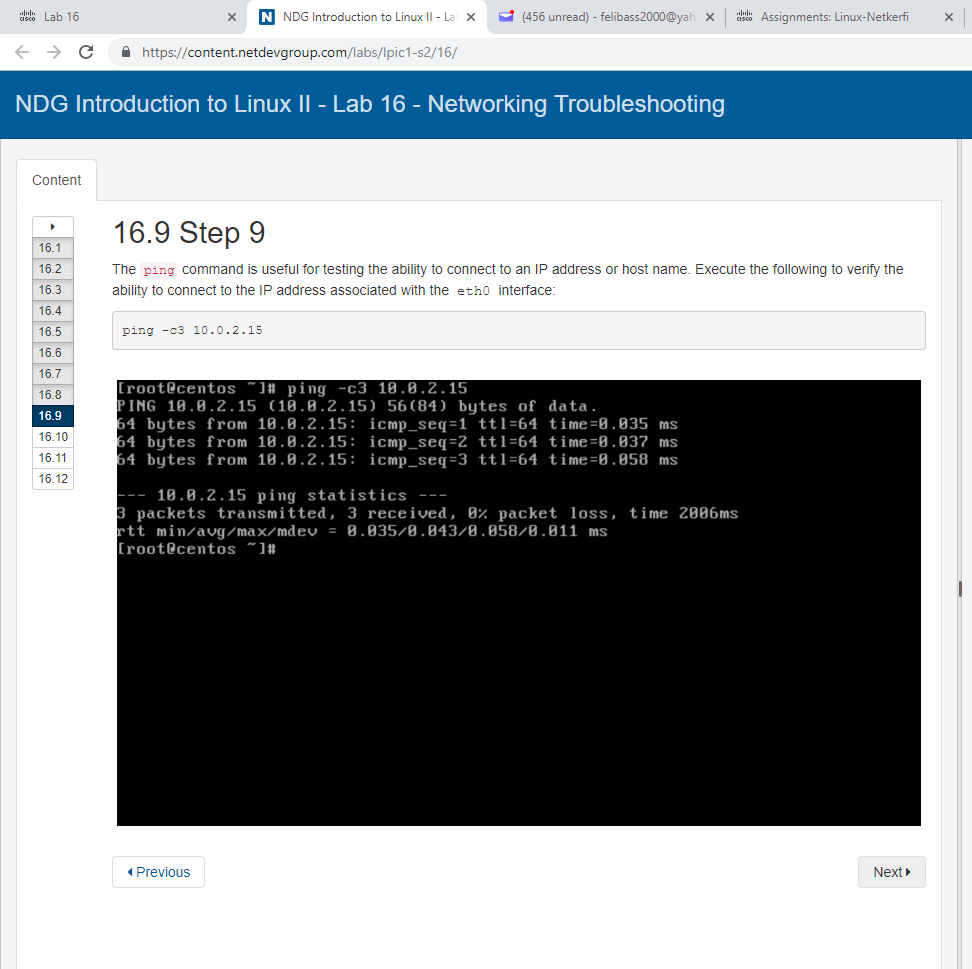 Lab 16
NDG Introduction to Linux II - La
(456 unread) - felibass2000@yah
Assignments: Linux-Netkerfi
https://content.netdevgroup.com/labs/lpic1-s2/16/
NDG Introduction to Linux II - Lab 16 - Networking Troubleshooting
Content
16.1
16.2
16.3
16.4
16.5
16.6
16.7
16.8
16.9
16.10
16.11
16.12
16.9 Step 9
The ping command is useful for testing the ability to connect to an IP address or host name. Execute the following to verify the
ability to connect to the IP address associated with the eth0 interface:
ping -c3 10.0.2.15
[root@centos ~]# ping -c3 10.0.2.15
PING 10.0.2.15 (10.0.2.15) 56(84) bytes of data.
64 bytes from 10.0.2.15: icmp_seq=1 ttl=64 time=0.035 ms
64 bytes from 10.0.2.15: icmp_seq=2 ttl=64 time=0.037 ms
64 bytes from 10.0.2.15: icmp_seq=3 ttl=64 time=0.058 ms
--- 10.0.2.15 ping statistics ---
3 packets transmitted, 3 received, 0% packet loss, time 2006ms
rtt min/avg/max/mdev = 0.035/0.043/0.058/0.011 ms
[root@centos ~]#
Previous
Next